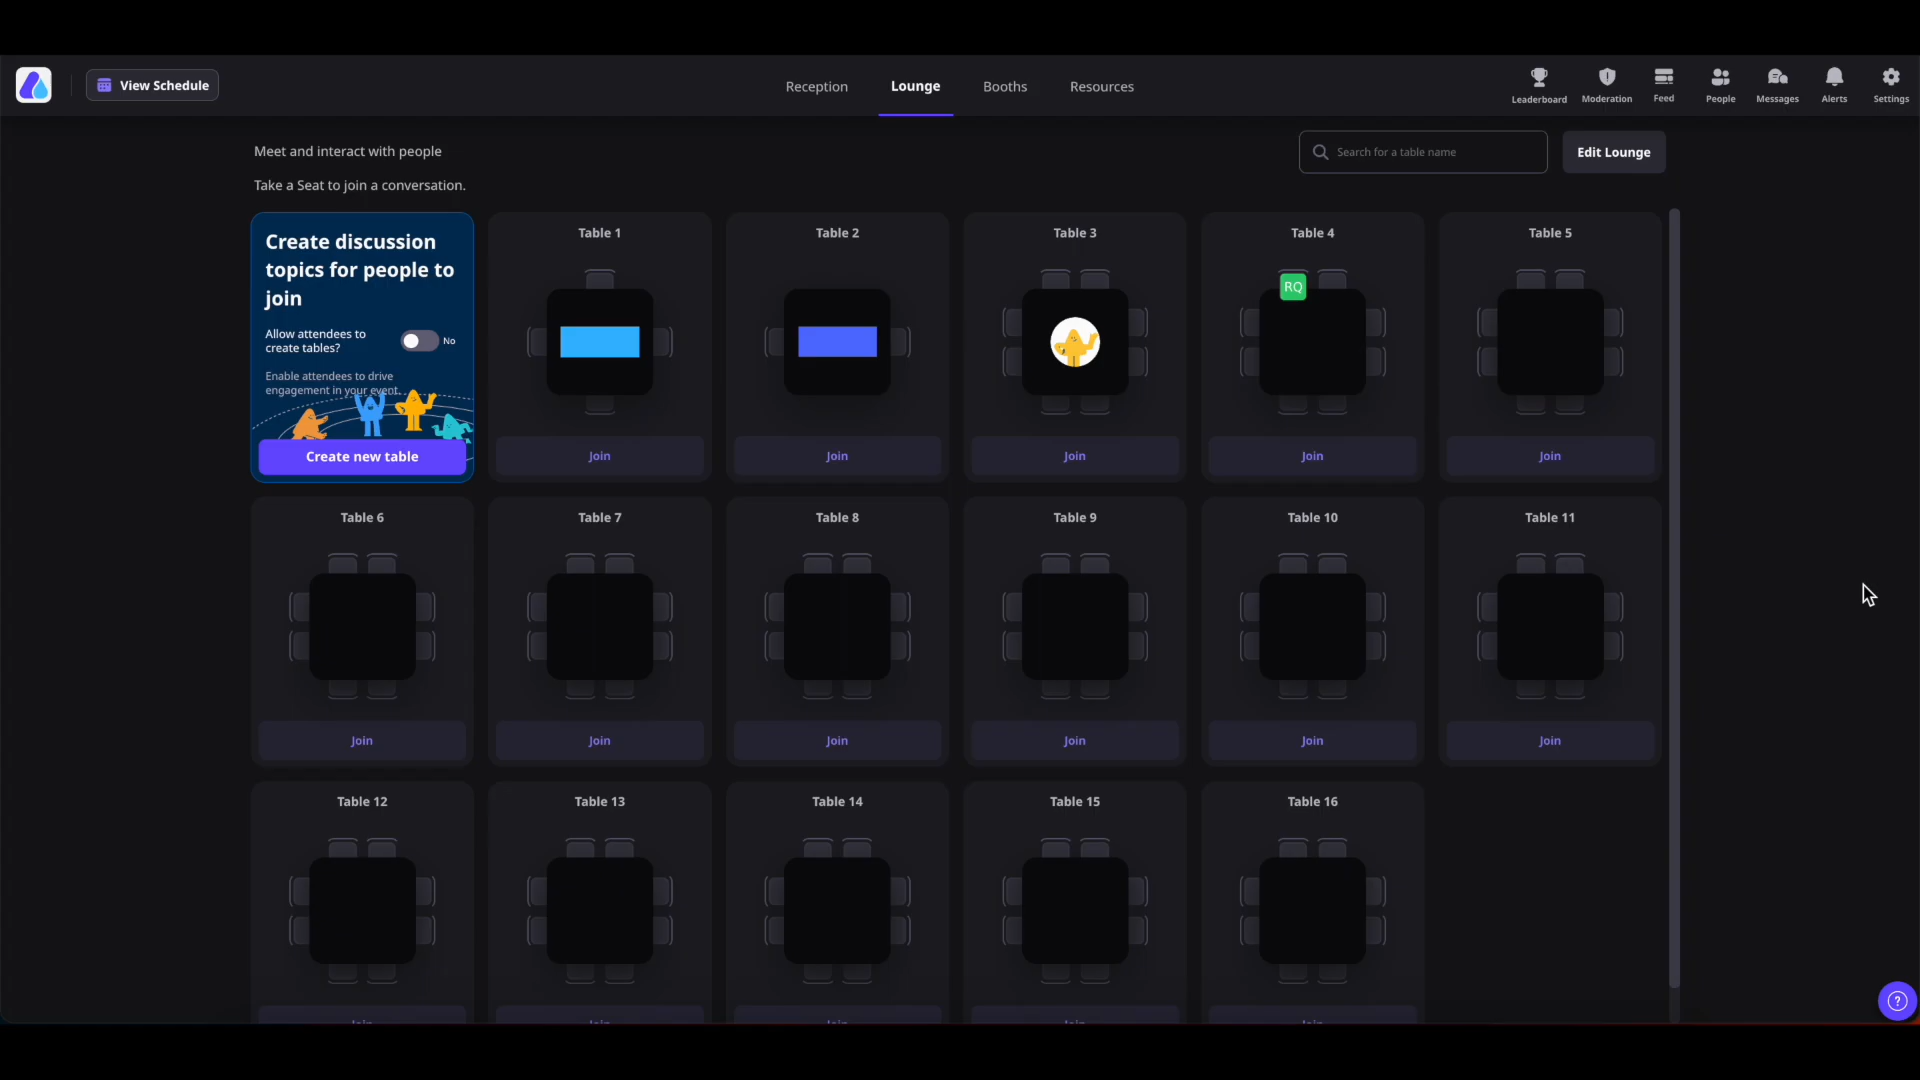 View Schedule
Reception
Lounge
Booths
Resources
Leaderboard
Moderation
Feed
People
Messages
Alerts
Settings
Meet and interact with people
Take a Seat to join a conversation.
Search for a table name
Edit Lounge
Create discussion
topics for people to
join
Allow attendees to
create tables?
No
Enable attendees to drive
engagement in your event.
Create new table
Table 1
Join
Table 2
Join
Table 3
Join
Table 4
RQ
Join
Table 5
Join
Table 6
Join
Table 7
Join
Table 8
Join
Table 9
Join
Table 10
Join
Table 11
Join
Table 12
Join
Table 13
Join
Table 14
Join
Table 15
Join
Table 16
Join
?